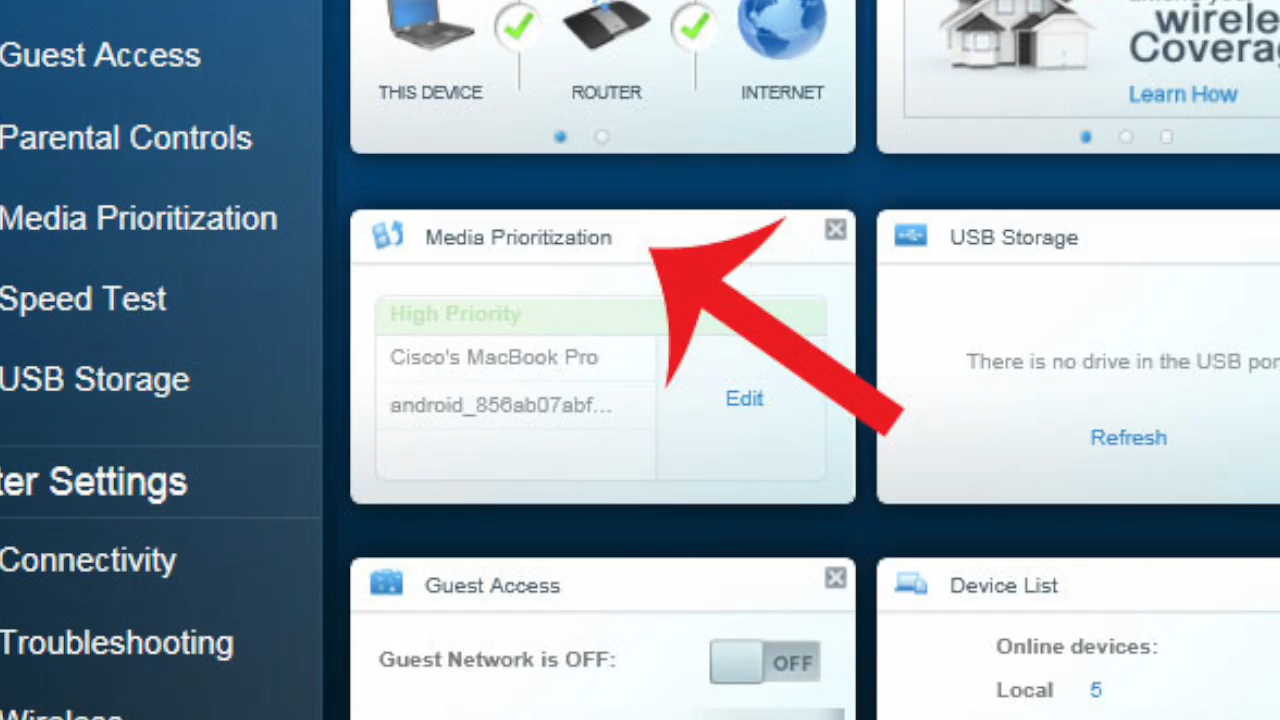 Guest Access
Parental Controls
Media Prioritization
Speed Test
USB Storage
ter Settings
Connectivity
Troubleshooting
Wireless
THIS DEVICE
ROUTER
INTERNET
wirele
Coverag
Learn How
Media Prioritization
High Priority
Cisco's MacBook Pro
android_856ab07abf...
Edit
USB Storage
There is no drive in the USB por
Refresh
Guest Access
Guest Network is OFF:
OFF
Device List
Online devices:
Local 5